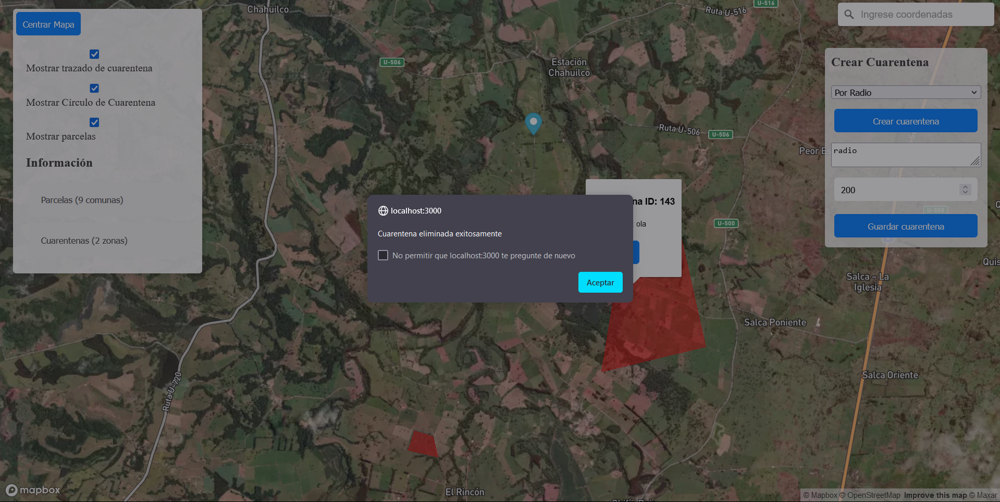 Centrar Mapa
Mostrar trazado de cuarentena
Mostrar Círculo de Cuarentena
Mostrar parcelas
Información
Parcelas (9 comunas)
Cuarentenas (2 zonas)
Chahuilco
Ruta U-516
U-516
U-506
Estación
Chahuilco
Ruta U-506
U-506
Peor Es
U-500
U-555
Salca – La
Iglesia
Salca Poniente
Salca Oriente
Quis
Ruta U-720
El Rincón
na ID: 143
: ola
localhost:3000
Cuarentena eliminada exitosamente
No permitir que localhost:3000 te pregunte de nuevo
Aceptar
Ingrese coordenadas
Crear Cuarentena
Por Radio
Crear cuarentena
radio
200
Guardar cuarentena
mapbox
© Mapbox © OpenStreetMap Improve this map © Maxar